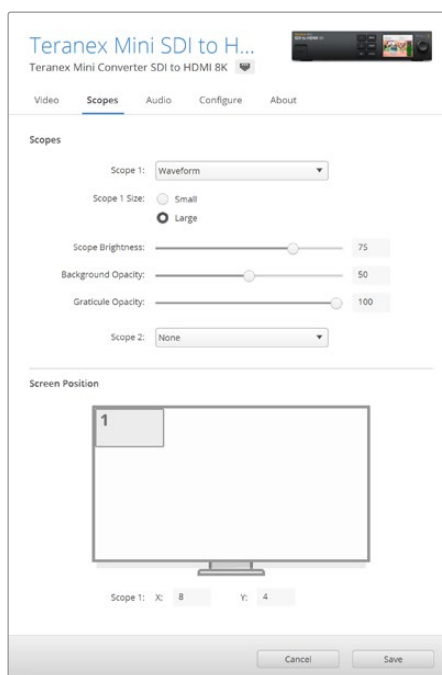 Teranex Mini SDI to H...
Teranex Mini Converter SDI to HDMI 8K
Video Scopes Audio Configure About
Scopes
Scope 1: Waveform
Scope 1 Size: Small
Large
Scope Brightness: 75
Background Opacity: 50
Graticule Opacity: 100
Scope 2: None
Screen Position
1
Scope 1: X: 8 Y: 4
Cancel Save